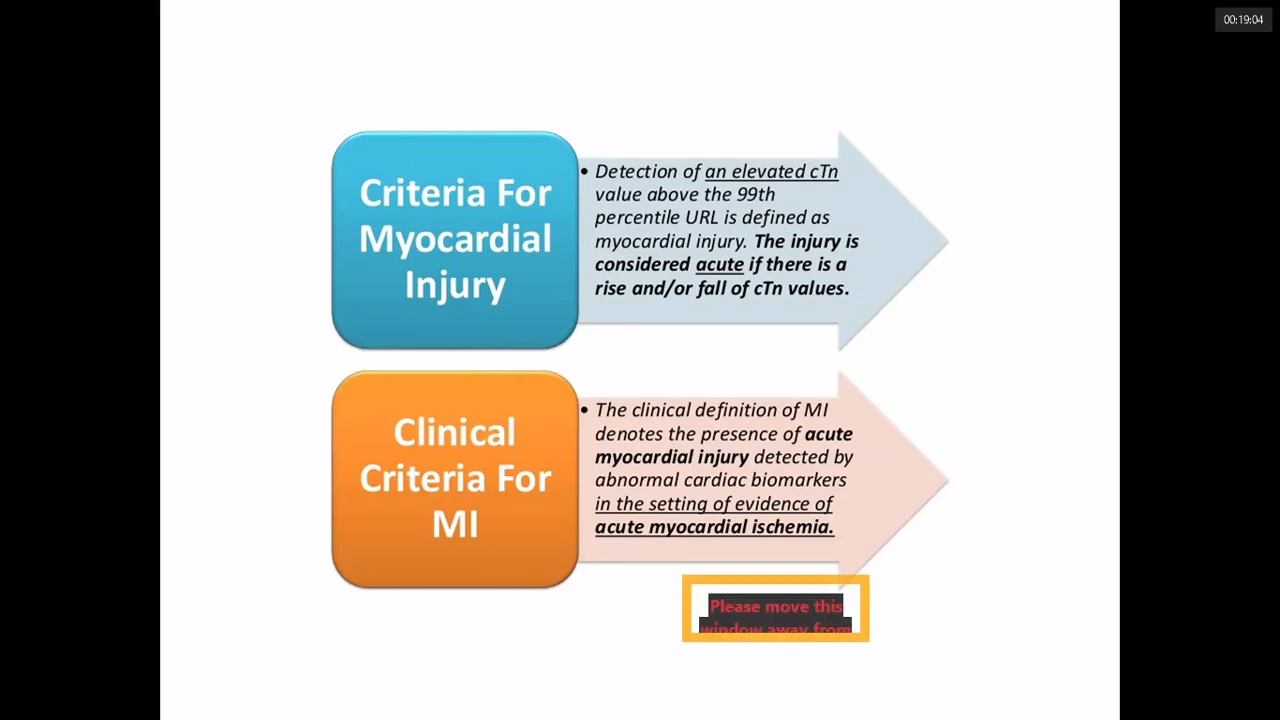 00:19:04
Criteria For
Myocardial
Injury
• Detection of an elevated cTn
value above the 99th
percentile URL is defined as
myocardial injury. The injury is
considered acute if there is a
rise and/or fall of cTn values.
Clinical
Criteria For
MI
• The clinical definition of MI
denotes the presence of acute
myocardial injury detected by
abnormal cardiac biomarkers
in the setting of evidence of
acute myocardial ischemia.
Please move this
window away from